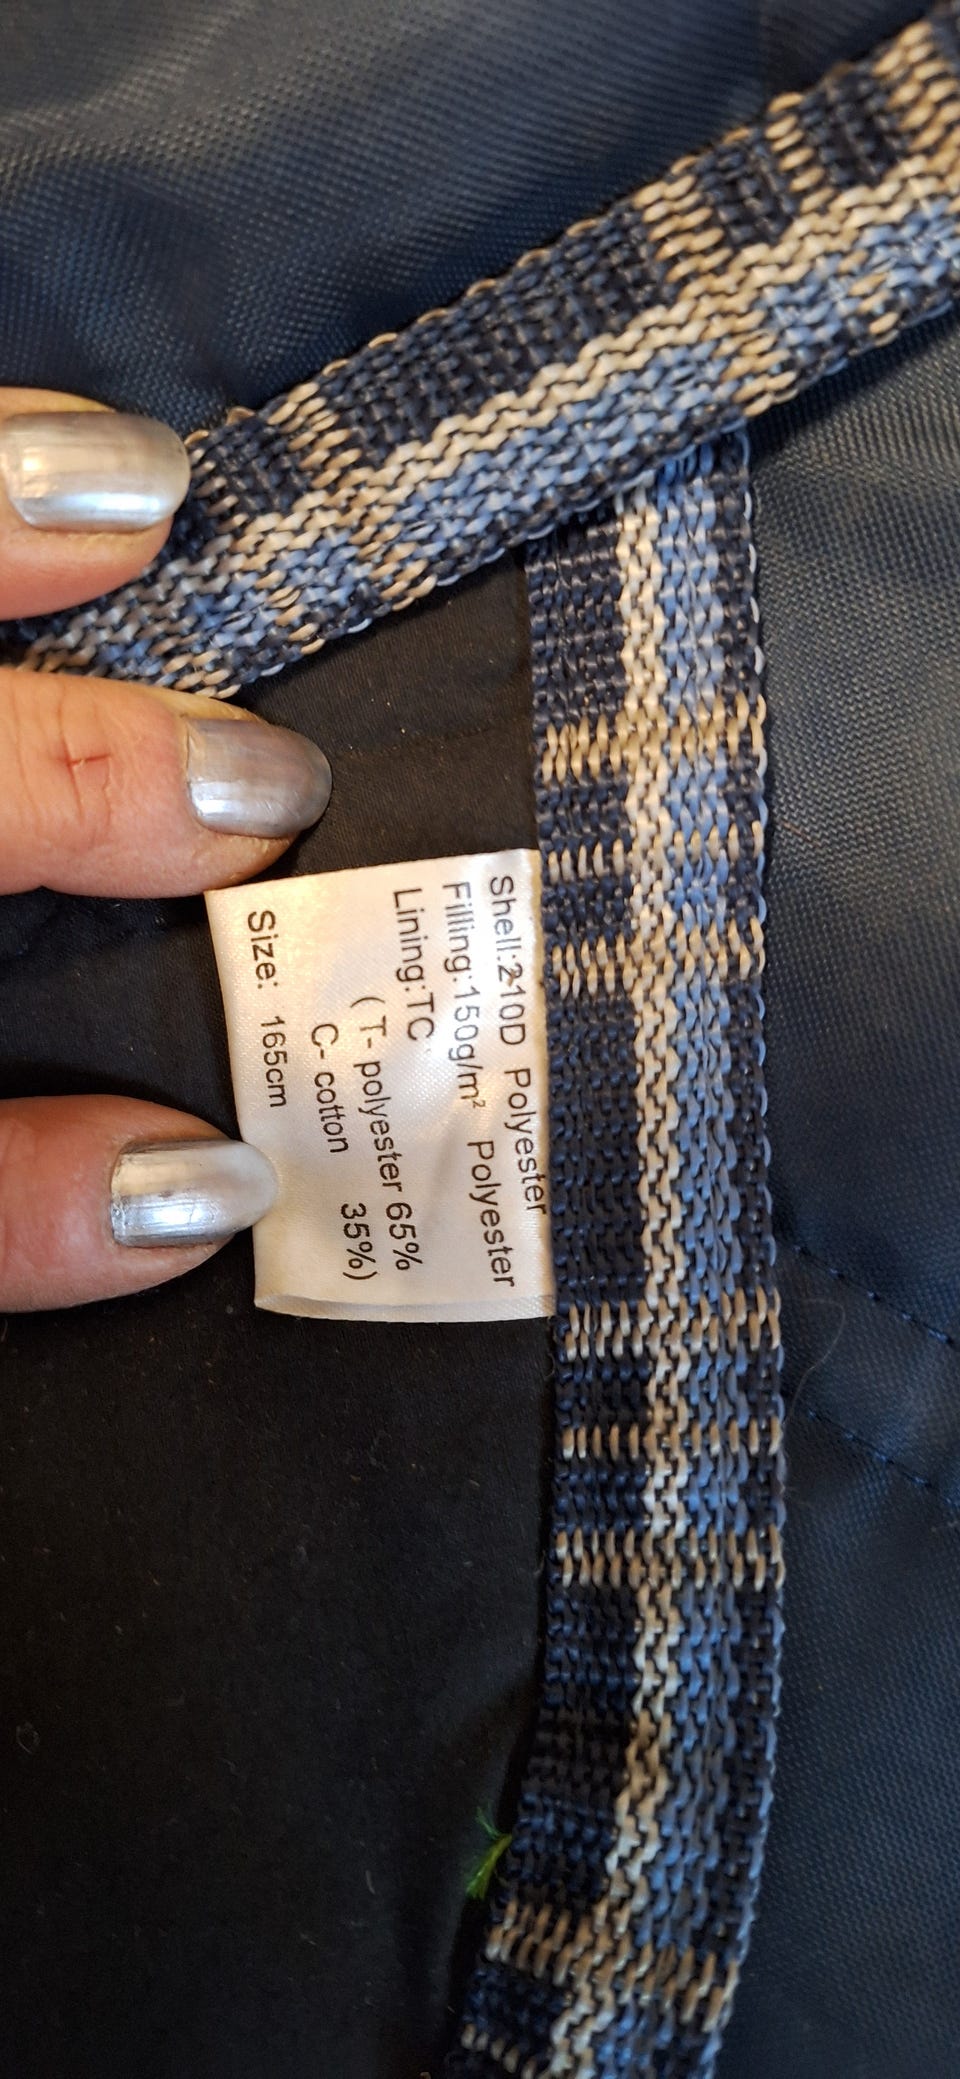 Shell:210D Polyester
Filling:150g/m² Polyester
Lining:TC
( T- polyester 65%
C- cotton 35%)
Size: 165cm